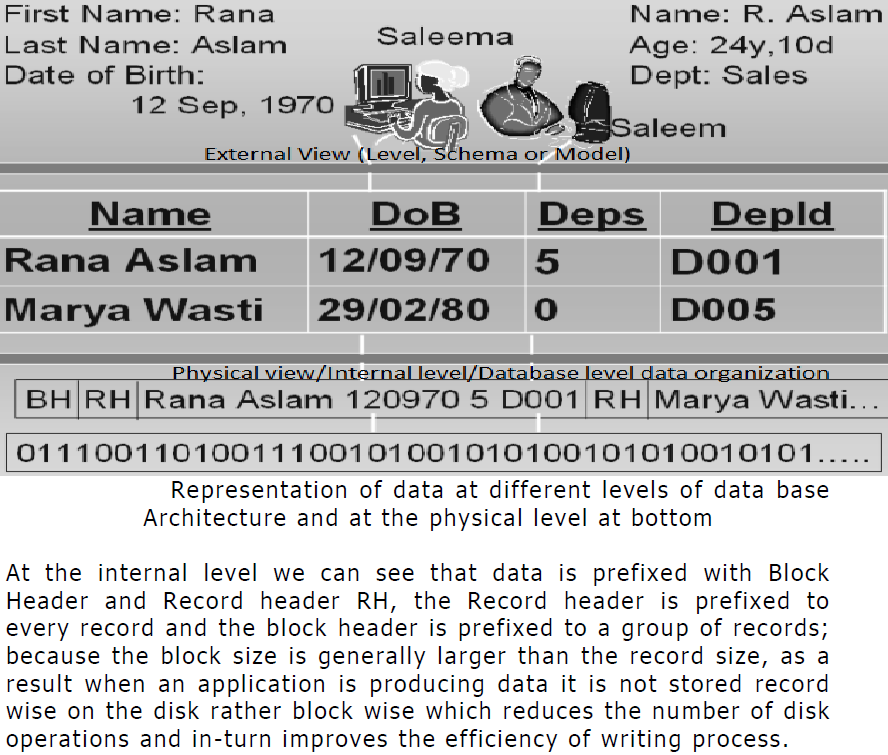 First Name: Rana
Last Name: Aslam
Date of Birth:
12 Sep, 1970
Saleema
Name: R. Aslam
Age: 24y,10d
Dept: Sales
Saleem
External View (Level, Schema or Model)
Name DoB Deps DepId
Rana Aslam 12/09/70 5 D001
Marya Wasti 29/02/80 0 D005
Physical view/Internal level/Database level data organization
BH RH Rana Aslam 120970 5 D001 RH Marya Wasti...
01110011010011100101001010100101010010101.....
Representation of data at different levels of data base
Architecture and at the physical level at bottom
At the internal level we can see that data is prefixed with Block
Header and Record header RH, the Record header is prefixed to
every record and the block header is prefixed to a group of records;
because the block size is generally larger than the record size, as a
result when an application is producing data it is not stored record
wise on the disk rather block wise which reduces the number of disk
operations and in-turn improves the efficiency of writing process.